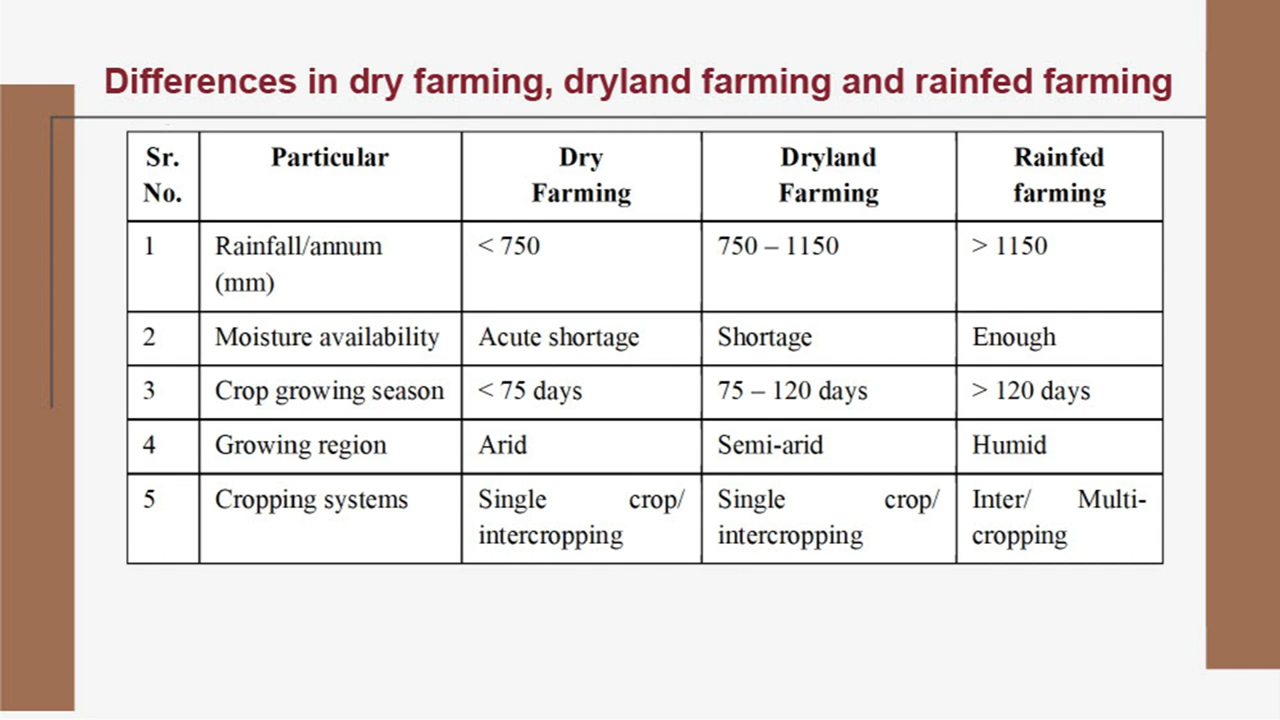 Differences in dry farming, dryland farming and rainfed farming
Sr. No. Particular Dry Farming Dryland Farming Rainfed farming
1 Rainfall/annum (mm) < 750 750 – 1150 > 1150
2 Moisture availability Acute shortage Shortage Enough
3 Crop growing season < 75 days 75 – 120 days > 120 days
4 Growing region Arid Semi-arid Humid
5 Cropping systems Single crop/ intercropping Single crop/ intercropping Inter/ Multi-cropping